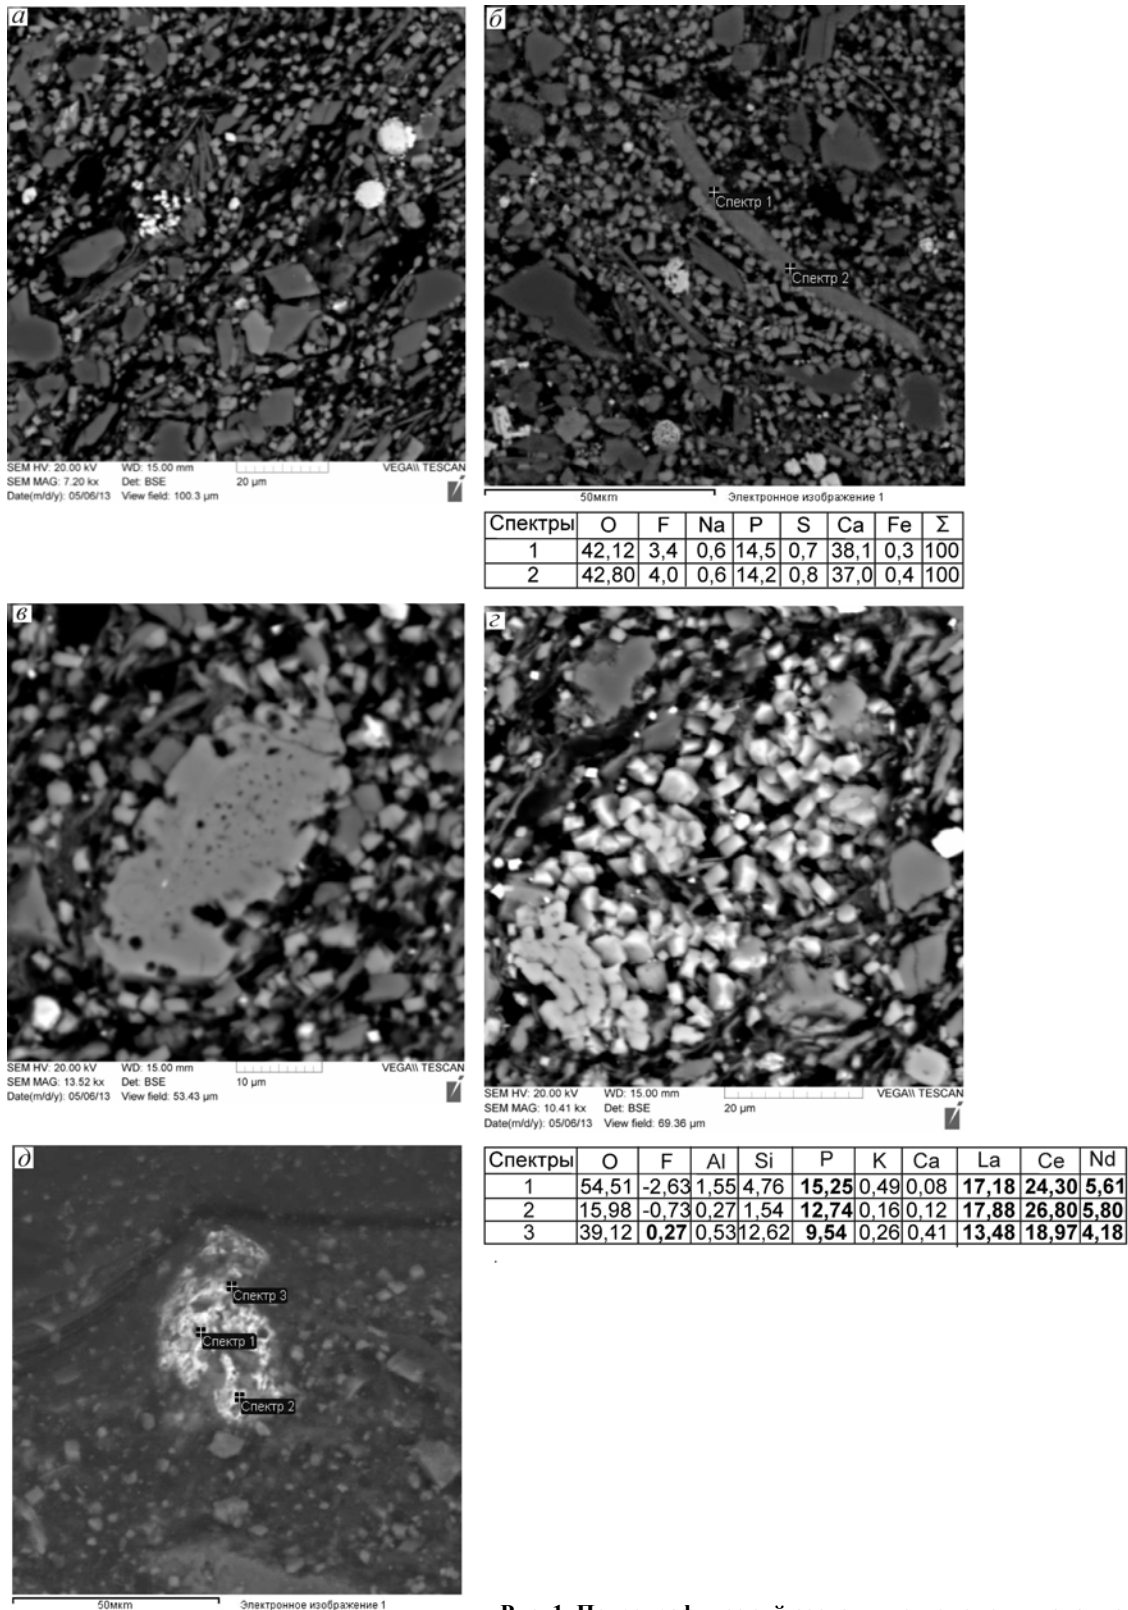 а
б
Спектр 1
Спектр 2
SEM HV: 20.00 kV WD: 15.00 mm VEGA\\ TESCAN
SEM MAG: 7.20 kx Det: BSE 20 µm
Date(m/d/y): 05/06/13 View field: 100.3 µm
50мкm Электронное изображение 1
Спектры O F Na P S Ca Fe Σ
1 42,12 3,4 0,6 14,5 0,7 38,1 0,3 100
2 42,80 4,0 0,6 14,2 0,8 37,0 0,4 100
в
г
SEM HV: 20.00 kV WD: 15.00 mm VEGA\\ TESCAN
SEM MAG: 13.52 kx Det: BSE 10 µm
Date(m/d/y): 05/06/13 View field: 53.43 µm
SEM HV: 20.00 kV WD: 15.00 mm VEGA\\ TESCAN
SEM MAG: 10.41 kx Det: BSE 20 µm
Date(m/d/y): 05/06/13 View field: 69.36 µm
д
Спектр 3
Спектр 1
Спектр 2
50мкm Электронное изображение 1
Спектры O F Al Si P K Ca La Ce Nd
1 54,51 -2,63 1,55 4,76 15,25 0,49 0,08 17,18 24,30 5,61
2 15,98 -0,73 0,27 1,54 12,74 0,16 0,12 17,88 26,80 5,80
3 39,12 0,27 0,53 12,62 9,54 0,26 0,41 13,48 18,97 4,18